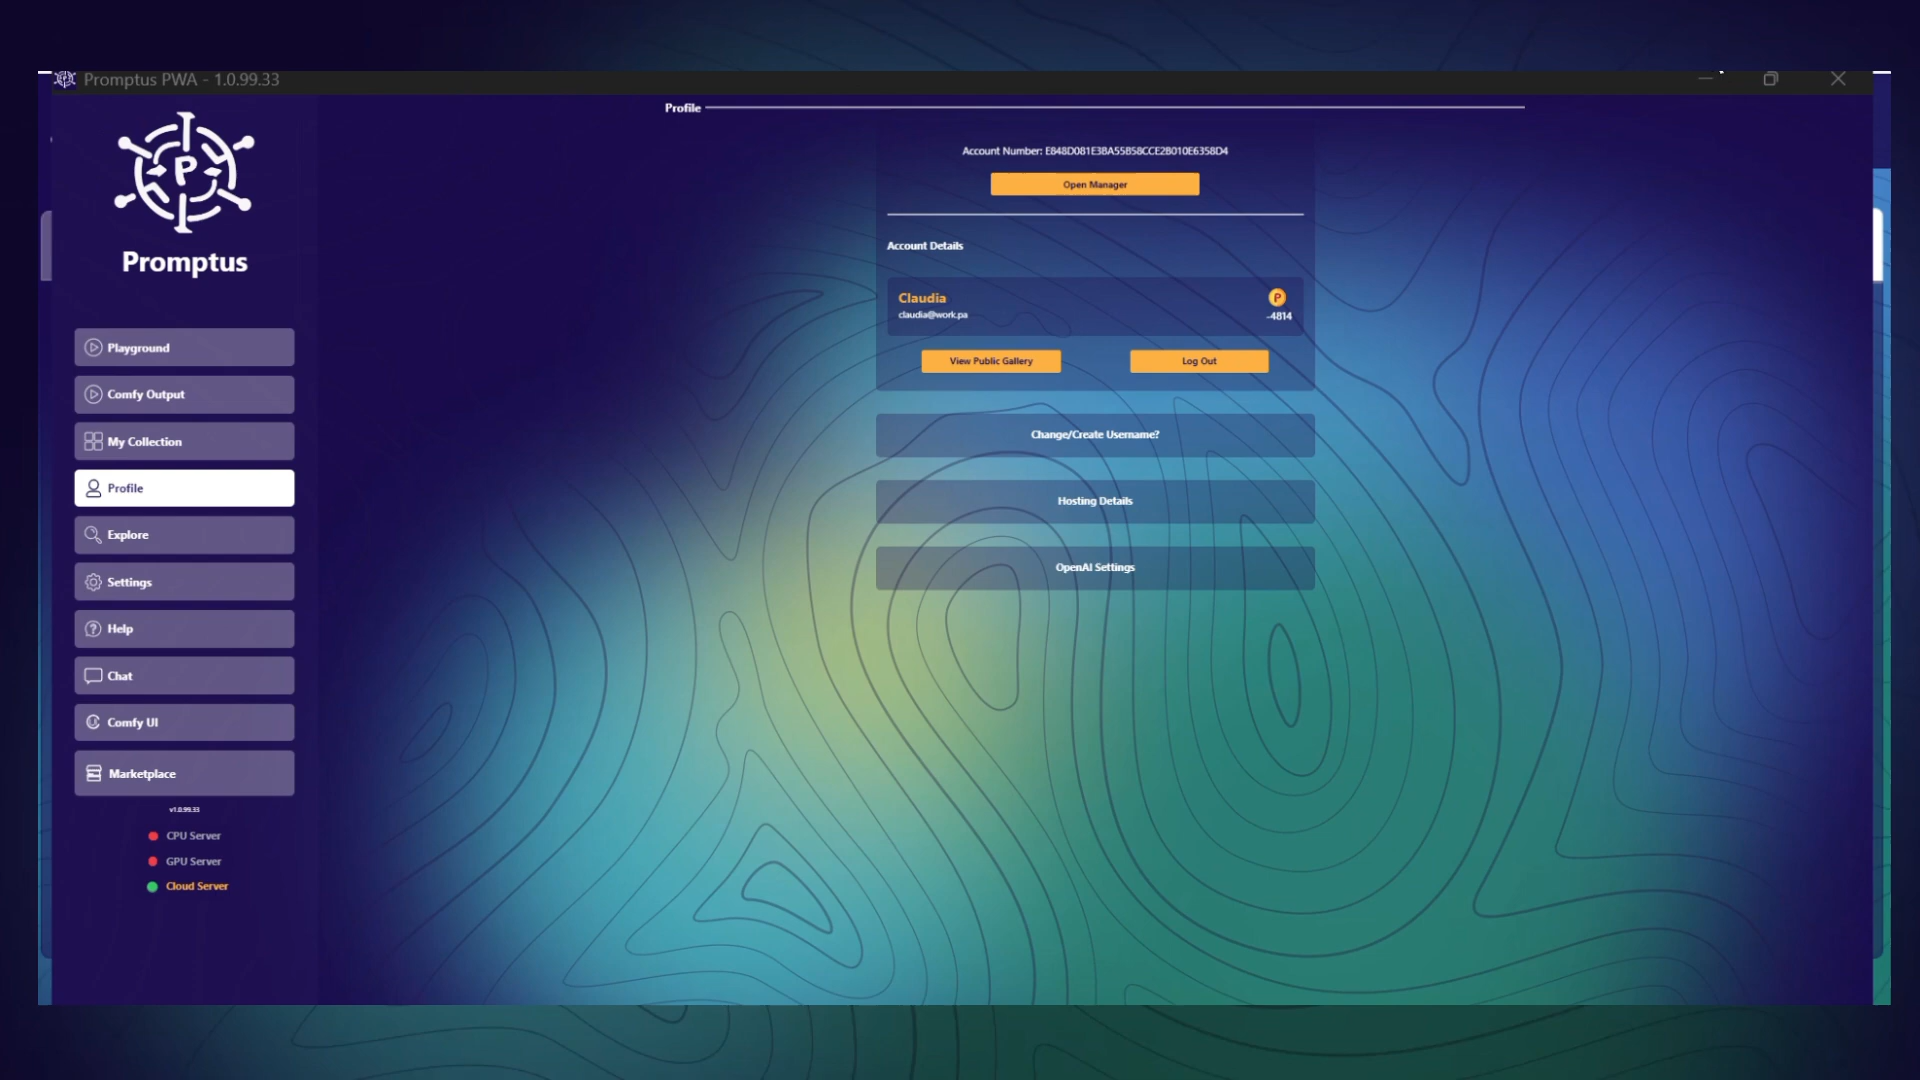 Promptus PWA - 1.0.99.33
P
Promptus
Playground
Comfy Output
My Collection
Profile
Explore
Settings
Help
Chat
Comfy UI
Marketplace
v1.0.99.33
CPU Server
GPU Server
Cloud Server
Profile
Account Number: E848D081E3BA55B58CCE2B010E6358D4
Open Manager
Account Details
Claudia
P
claudia@work.pa
-4814
View Public Gallery
Log Out
Change/Create Username?
Hosting Details
OpenAI Settings